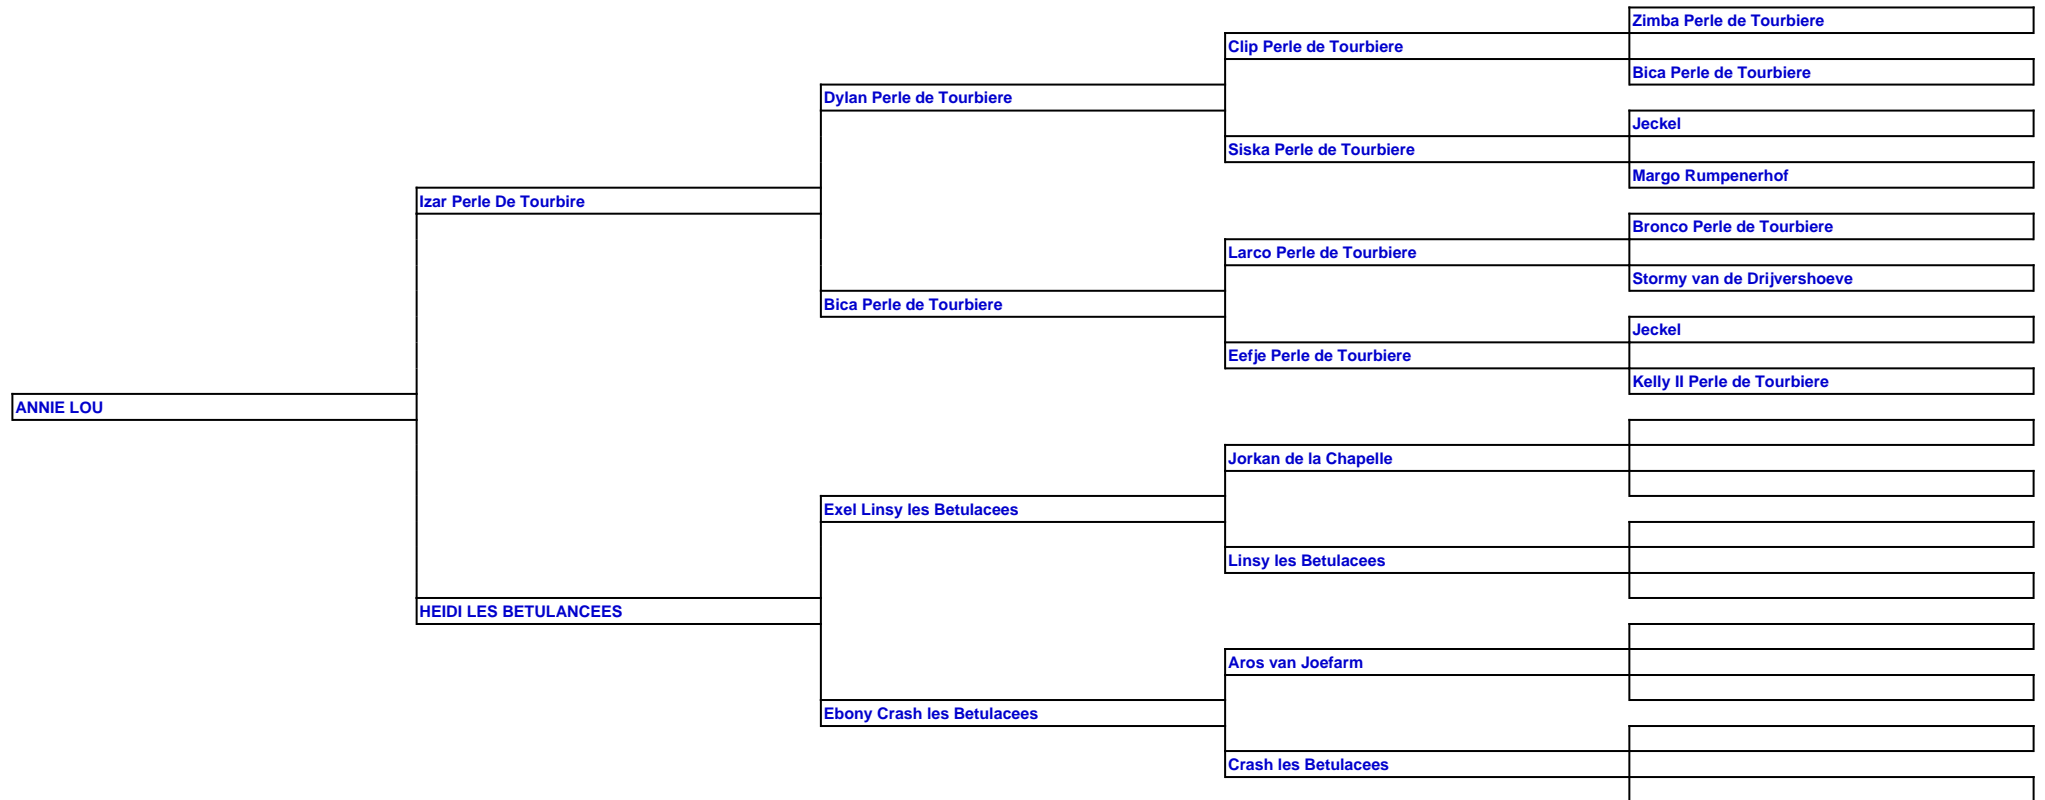 Zimba Perle de Tourbiere
Clip Perle de Tourbiere
Bica Perle de Tourbiere
Dylan Perle de Tourbiere
Jeckel
Siska Perle de Tourbiere
Margo Rumpenerhof
Izar Perle De Tourbire
Bronco Perle de Tourbiere
Larco Perle de Tourbiere
Stormy van de Drijvershoeve
Bica Perle de Tourbiere
Jeckel
Eefje Perle de Tourbiere
Kelly II Perle de Tourbiere
ANNIE LOU
Jorkan de la Chapelle
Exel Linsy les Betulacees
Linsy les Betulacees
HEIDI LES BETULANCEES
Aros van Joefarm
Ebony Crash les Betulacees
Crash les Betulacees